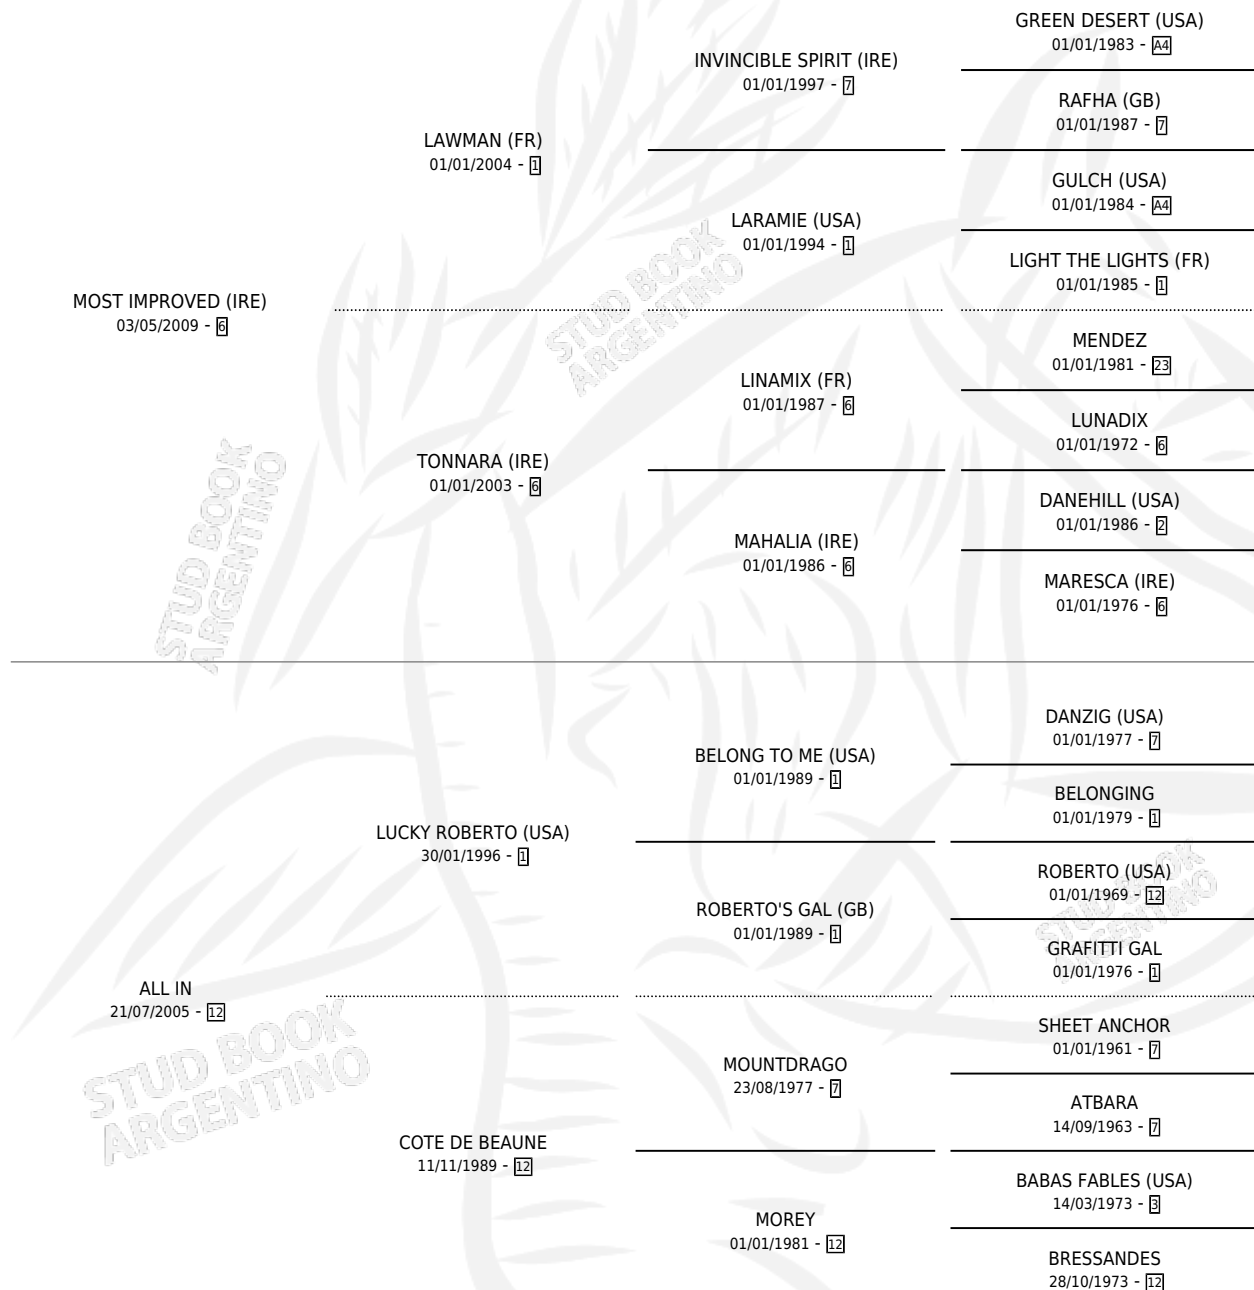 GREEN DESERT (USA)
01/01/1983 - A4
INVINCIBLE SPIRIT (IRE)
01/01/1997 - 7
RAFHA (GB)
01/01/1987 - 7
LAWMAN (FR)
01/01/2004 - 1
GULCH (USA)
01/01/1984 - A4
LARAMIE (USA)
01/01/1994 - 1
LIGHT THE LIGHTS (FR)
01/01/1985 - 1
MOST IMPROVED (IRE)
03/05/2009 - 6
MENDEZ
01/01/1981 - 23
LINAMIX (FR)
01/01/1987 - 6
LUNADIX
01/01/1972 - 6
TONNARA (IRE)
01/01/2003 - 6
DANEHILL (USA)
01/01/1986 - 2
MAHALIA (IRE)
01/01/1986 - 6
MARESCA (IRE)
01/01/1976 - 6
DANZIG (USA)
01/01/1977 - 7
BELONG TO ME (USA)
01/01/1989 - 1
BELONGING
01/01/1979 - 1
LUCKY ROBERTO (USA)
30/01/1996 - 1
ROBERTO (USA)
01/01/1969 - 12
ROBERTO'S GAL (GB)
01/01/1989 - 1
GRAFITTI GAL
01/01/1976 - 1
ALL IN
21/07/2005 - 12
SHEET ANCHOR
01/01/1961 - 7
MOUNTDRAGO
23/08/1977 - 7
ATBARA
14/09/1963 - 7
COTE DE BEAUNE
11/11/1989 - 12
BABAS FABLES (USA)
14/03/1973 - 3
MOREY
01/01/1981 - 12
BRESSANDES
28/10/1973 - 12
STUD BOOK
ARGENTINO
STUD BOOK
ARGENTINO
STUD BOOK
ARGENTINO
STUD BOOK
ARGENTINO